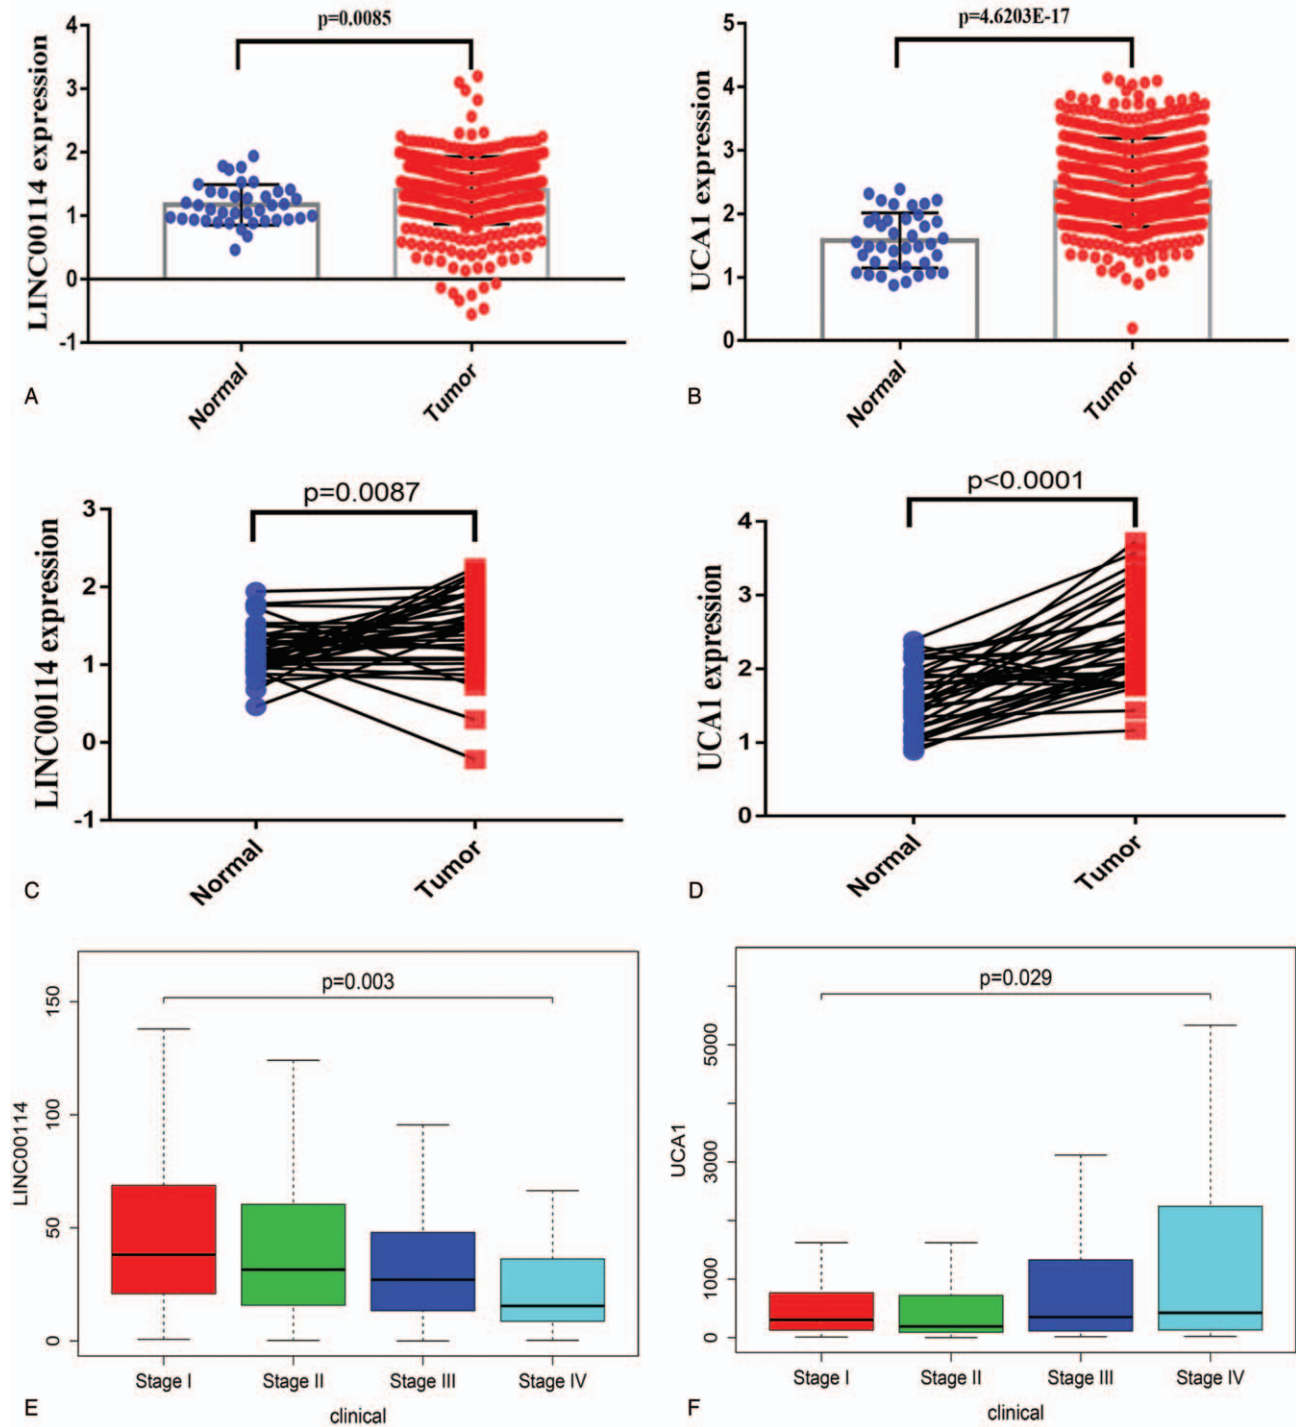 p=0.0085
LINC00114 expression
4
3
2
1
0
-1
Normal
Tumor
A
p=4.6203E-17
UCA1 expression
5
4
3
2
1
0
Normal
Tumor
B
p=0.0087
LINC00114 expression
3
2
1
0
-1
Normal
Tumor
C
p<0.0001
UCA1 expression
4
3
2
1
0
Normal
Tumor
D
p=0.003
LINC00114
150
100
50
0
Stage I
Stage II
Stage III
Stage IV
clinical
E
p=0.029
UCA1
5000
3000
1000
0
Stage I
Stage II
Stage III
Stage IV
clinical
F